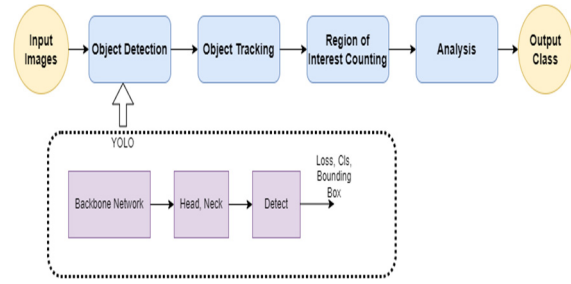 Input
Images
Object Detection
Object Tracking
Region of
Interest Counting
Analysis
Output
Class
YOLO
Backbone Network
Head, Neck
Detect
Loss, Cls,
Bounding
Box